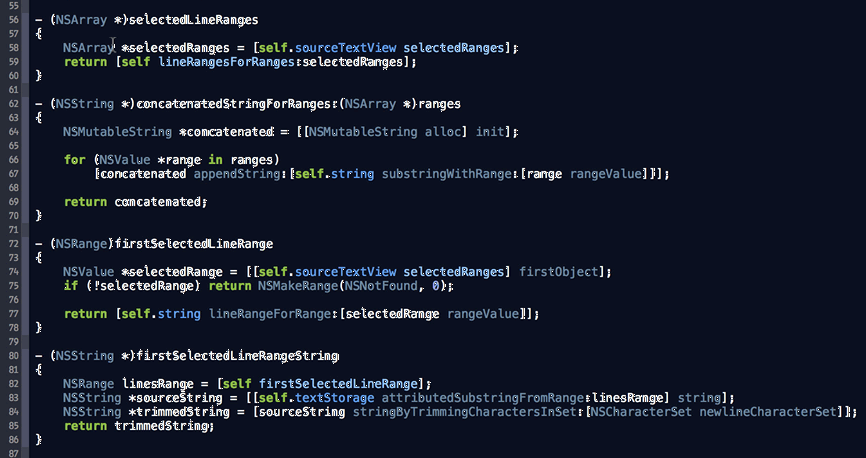 55
56 - (NSArray *)selectedLineRanges
57 {
58     NSArray *selectedRanges = [self.sourceTextView selectedRanges];
59     return [self lineRangesForRanges:selectedRanges];
60 }
61
62 - (NSString *)concatenatedStringForRanges:(NSArray *)ranges
63 {
64     NSMutableString *concatenated = [[NSMutableString alloc] init];
65
66     for (NSValue *range in ranges)
67         [concatenated appendString:[self.string substringWithRange:[range rangeValue]]];
68
69     return concatenated;
70 }
71
72 - (NSRange)firstSelectedLineRange
73 {
74     NSValue *selectedRange = [[self.sourceTextView selectedRanges] firstObject];
75     if (!selectedRange) return NSMakeRange(NSNotFound, 0);
76
77     return [self.string lineRangeForRange:[selectedRange rangeValue]];
78 }
79
80 - (NSString *)firstSelectedLineRangeString
81 {
82     NSRange linesRange = [self firstSelectedLineRange];
83     NSString *sourceString = [[self.textStorage attributedSubstringFromRange:linesRange] string];
84     NSString *trimmedString = [sourceString stringByTrimmingCharactersInSet:[NSCharacterSet newlineCharacterSet]];
85     return trimmedString;
86 }
87